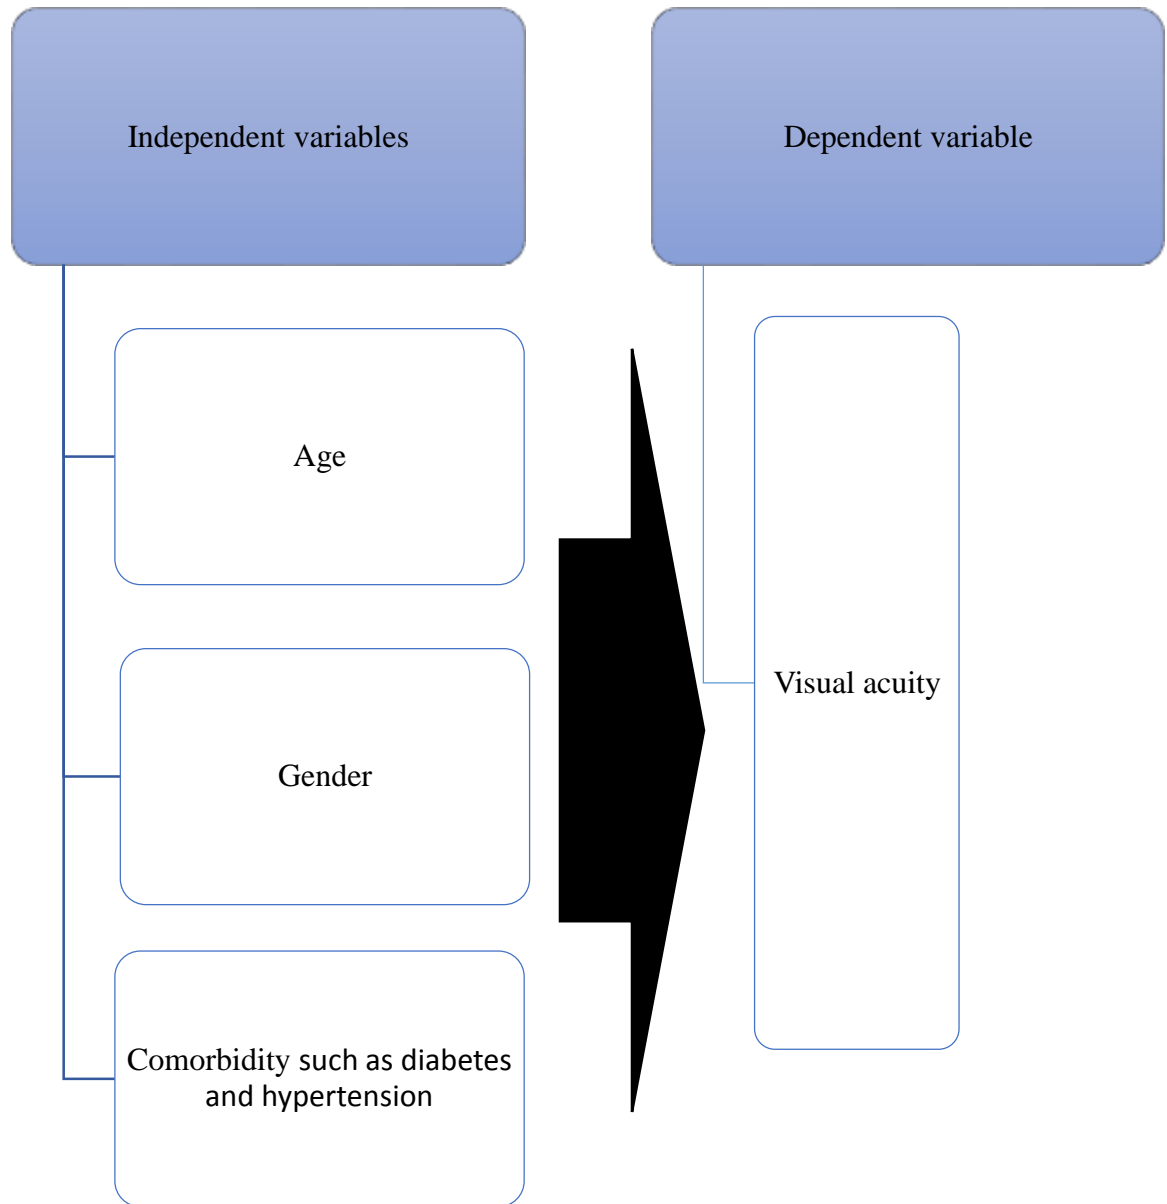 Independent variables
Dependent variable
Age
Gender
Visual acuity
Comorbidity such as diabetes
and hypertension